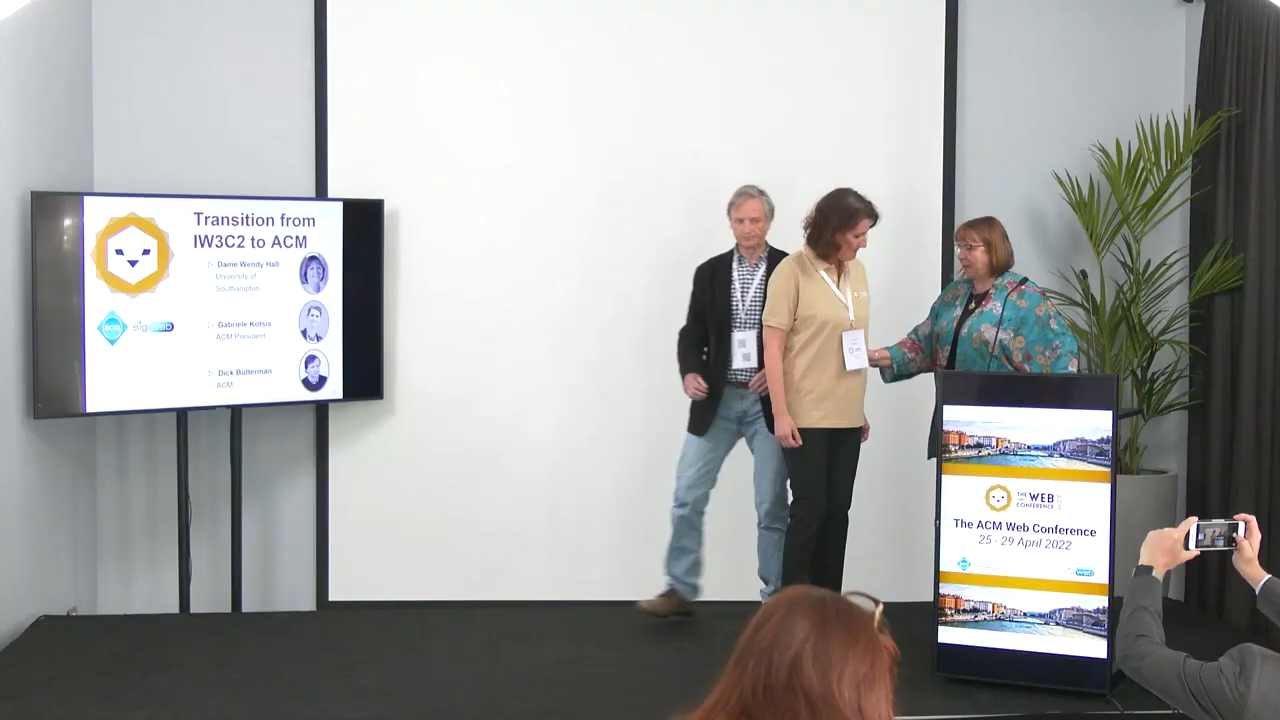 Transition from
IW3C2 to ACM
Dame Wendy Hall
University of
Southampton
acm
sigweb
Gabriele Kotsis
ACM President
Dick Bulterman
ACM
THE WEB
CONFERENCE
The ACM Web Conference
25 - 29 April 2022